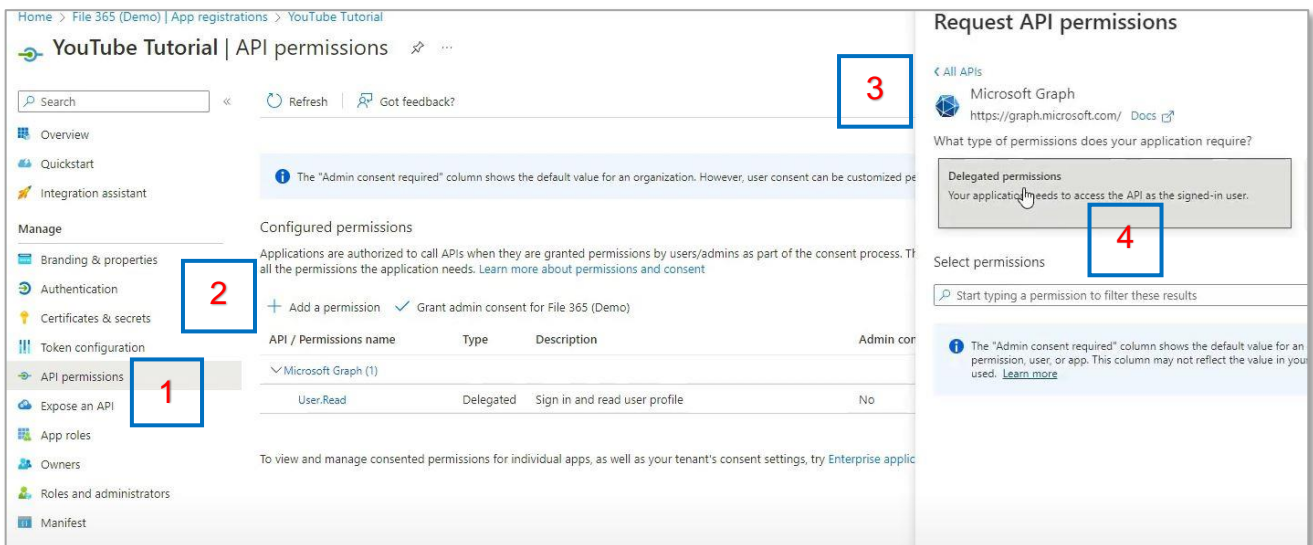 Home > File 365 (Demo) | App registrations > YouTube Tutorial
YouTube Tutorial | API permissions
Search
Overview
Quickstart
Integration assistant
Manage
Branding & properties
Authentication
Certificates & secrets
Token configuration
API permissions
Expose an API
App roles
Owners
Roles and administrators
Manifest
1
2
Refresh
Got feedback?
The "Admin consent required" column shows the default value for an organization. However, user consent can be customized pe
Configured permissions
Applications are authorized to call APIs when they are granted permissions by users/admins as part of the consent process. Th
all the permissions the application needs. Learn more about permissions and consent
Add a permission Grant admin consent for File 365 (Demo)
API / Permissions name Type Description Admin con
Microsoft Graph (1)
User.Read Delegated Sign in and read user profile No
To view and manage consented permissions for individual apps, as well as your tenant's consent settings, try Enterprise applic
3
Request API permissions
All APIs
Microsoft Graph
https://graph.microsoft.com/ Docs
What type of permissions does your application require?
Delegated permissions
Your application needs to access the API as the signed-in user.
4
Select permissions
Start typing a permission to filter these results
The "Admin consent required" column shows the default value for an
permission, user, or app. This column may not reflect the value in your
used. Learn more